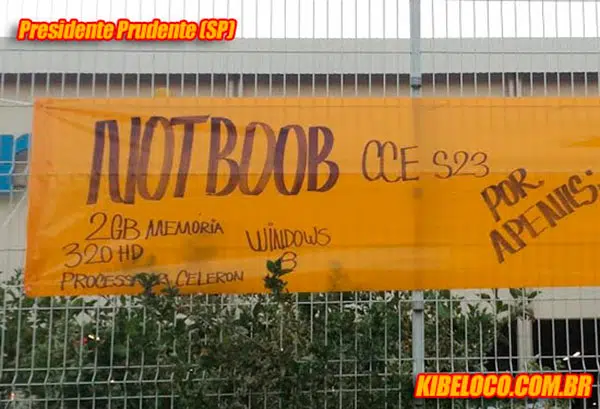 Presidente Prudente (SP)
NOTBOOB CCE S23
2GB MEMORIA
320 HD
PROCESSADOR CELERON
WINDOWS
8
POR
APENAS:
KIBELOCO.COM.BR